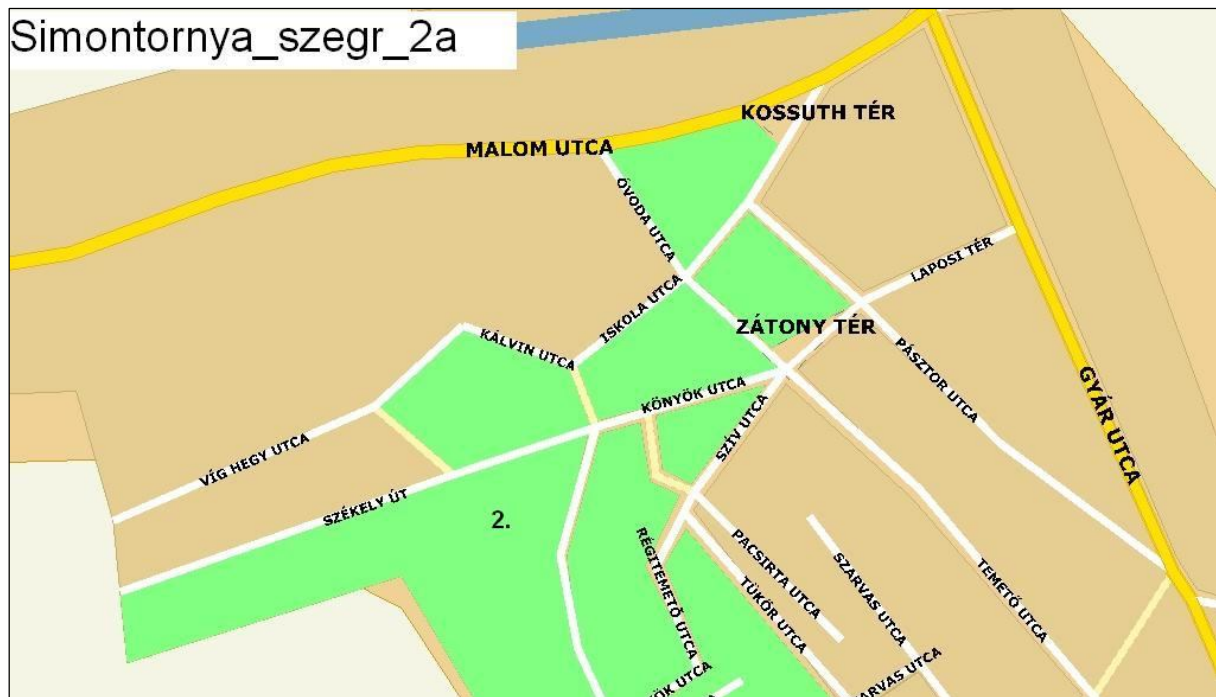 Simontornya_szegr_2a
KOSSUTH TÉR
MALOM UTCA
ÓVODA UTCA
LAPOSI TÉR
ISKOLA UTCA
ZÁTONY TÉR
KÁLVIN UTCA
PÁSZTOR UTCA
GYÁR UTCA
KÖNYÖK UTCA
SZÍV UTCA
VÍG HEGY UTCA
SZÉKELY ÚT
2.
RÉGITEMETŐ UTCA
PACSIRTA UTCA
TÜKÖR UTCA
SZARVAS UTCA
TEMETŐ UTCA
UTCA
UTCA